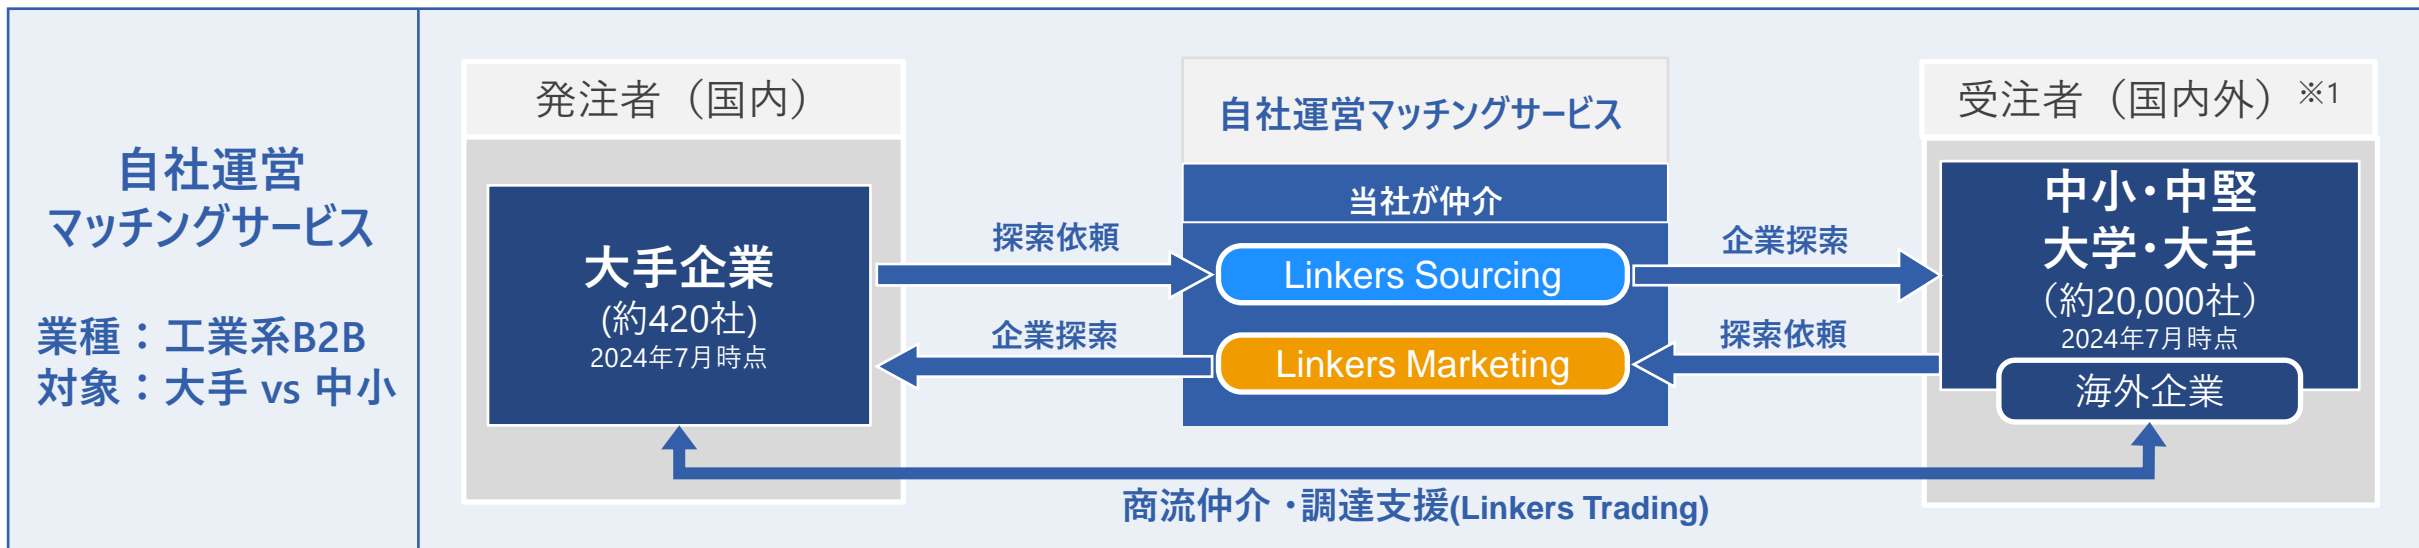 自社運営
マッチングサービス
業種：工業系B2B
対象：大手 vs 中小
発注者（国内）
大手企業
(約420社)
2024年7月時点
探索依頼
企業探索
自社運営マッチングサービス
当社が仲介
Linkers Sourcing
Linkers Marketing
企業探索
探索依頼
受注者（国内外）※1
中小・中堅
大学・大手
（約20,000社）
2024年7月時点
海外企業
商流仲介・調達支援(Linkers Trading)